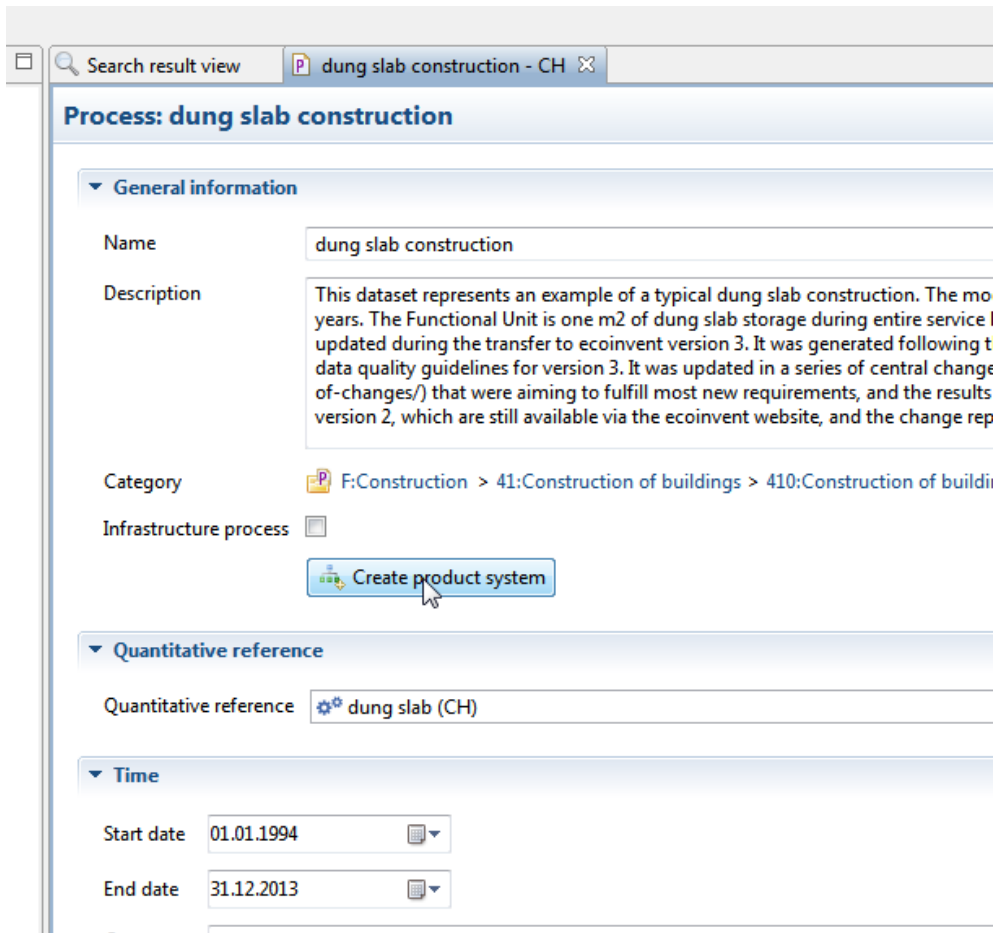 Search result view
dung slab construction - CH
Process: dung slab construction
General information
Name
dung slab construction
Description
This dataset represents an example of a typical dung slab construction. The mo
years. The Functional Unit is one m2 of dung slab storage during entire service
updated during the transfer to ecoinvent version 3. It was generated following t
data quality guidelines for version 3. It was updated in a series of central change
of-changes/) that were aiming to fulfill most new requirements, and the results
version 2, which are still available via the ecoinvent website, and the change rep
Category
F:Construction > 41:Construction of buildings > 410:Construction of buildi
Infrastructure process
Create product system
Quantitative reference
Quantitative reference
dung slab (CH)
Time
Start date
01.01.1994
End date
31.12.2013